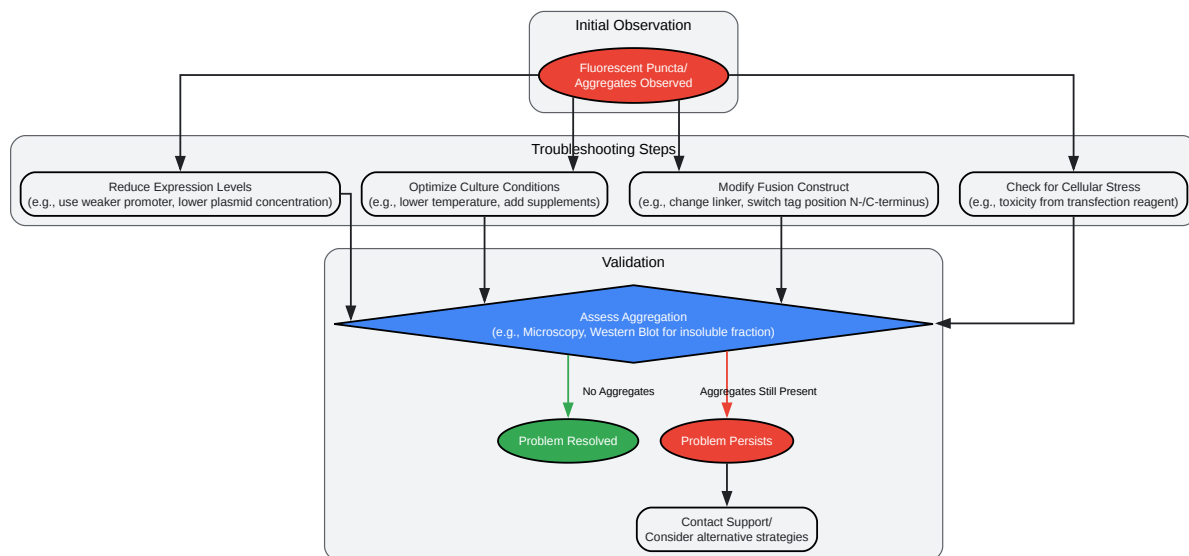 Initial Observation
Fluorescent Puncta/
Aggregates Observed
Troubleshooting Steps
Reduce Expression Levels
(e.g., use weaker promoter, lower plasmid concentration)
Optimize Culture Conditions
(e.g., lower temperature, add supplements)
Modify Fusion Construct
(e.g., change linker, switch tag position N-/C-terminus)
Check for Cellular Stress
(e.g., toxicity from transfection reagent)
Validation
Assess Aggregation
(e.g., Microscopy, Western Blot for insoluble fraction)
No Aggregates
Aggregates Still Present
Problem Resolved
Problem Persists
Contact Support/
Consider alternative strategies